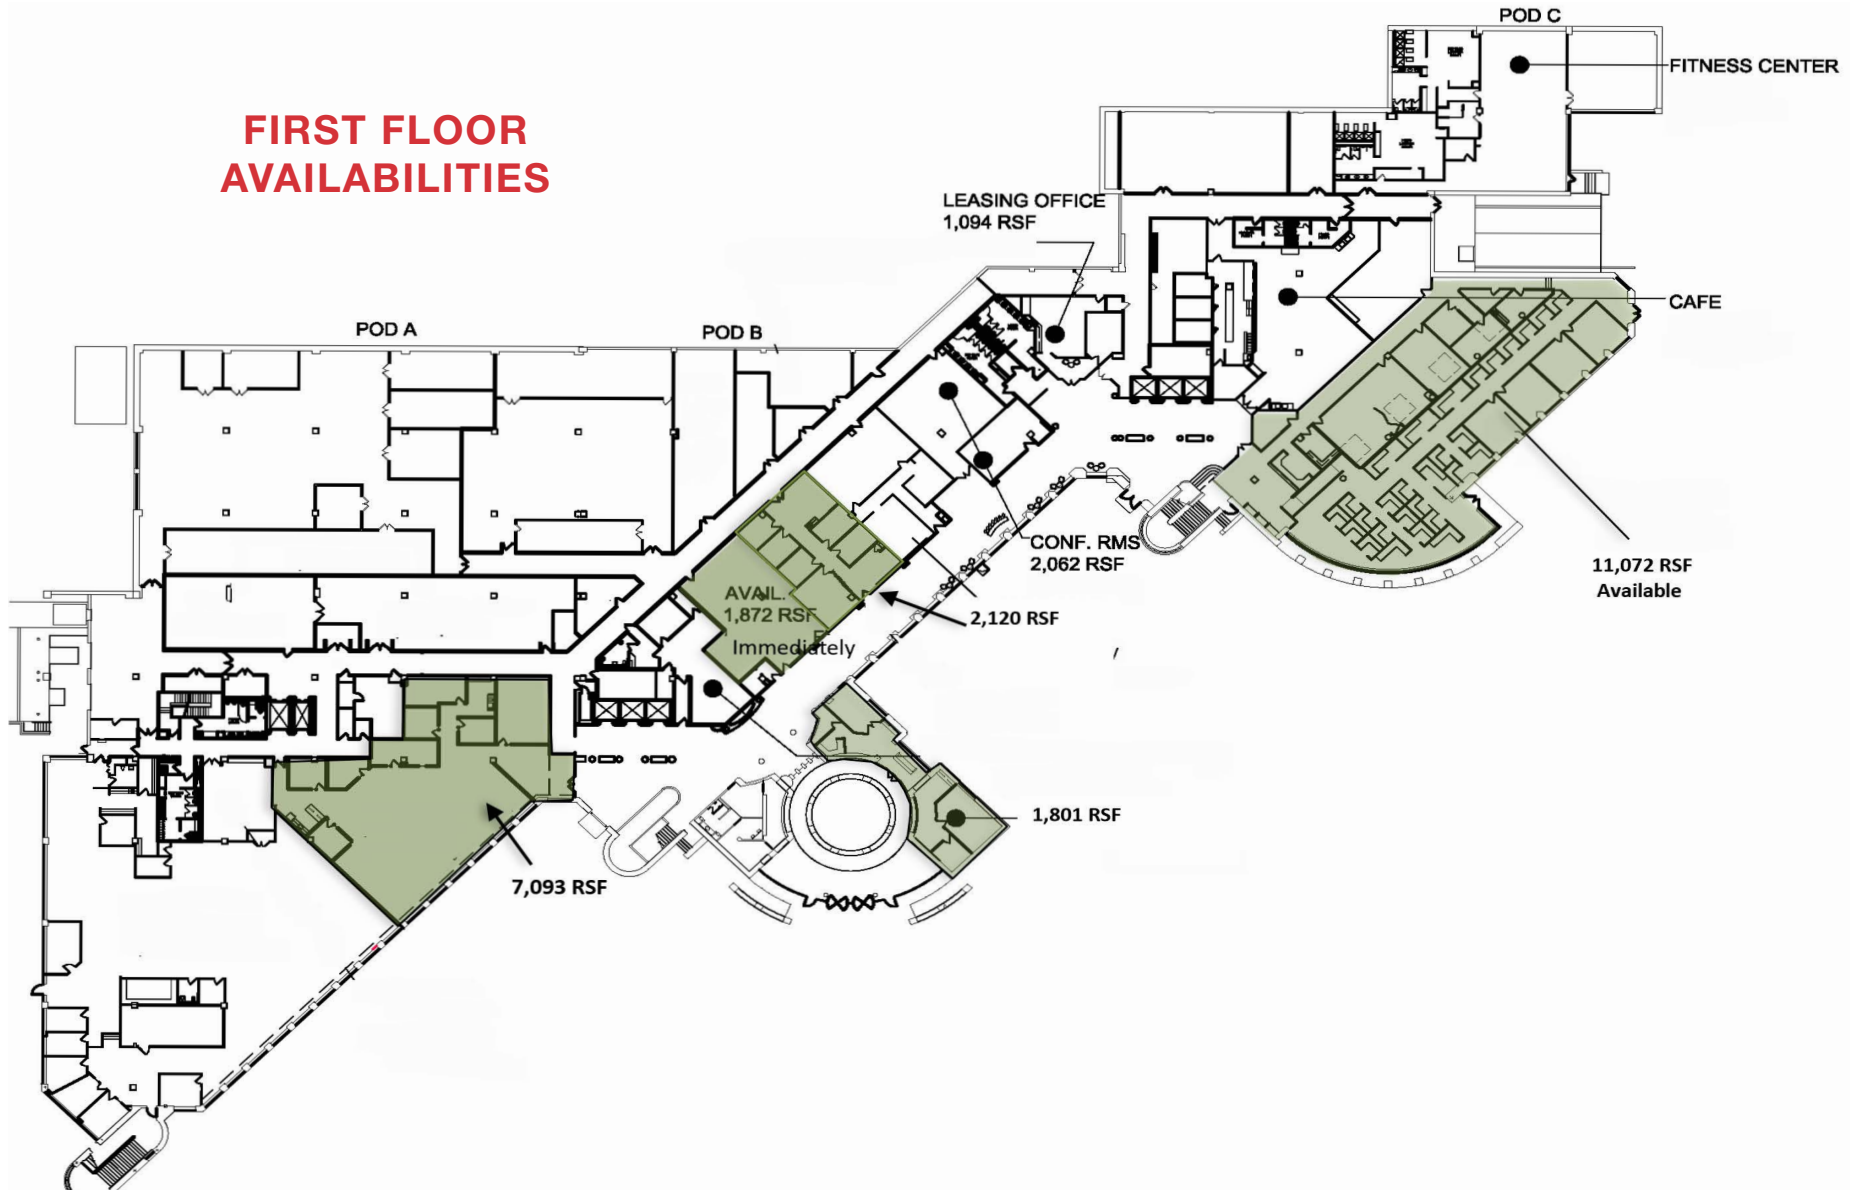 POD C
FITNESS CENTER
FIRST FLOOR
AVAILABILITIES
LEASING OFFICE
1,094 RSF
CAFE
POD A
POD B
CONF. RMS
2,062 RSF
11,072 RSF
Available
AVAIL.
1,872 RSF
2,120 RSF
Immediately
1,801 RSF
7,093 RSF